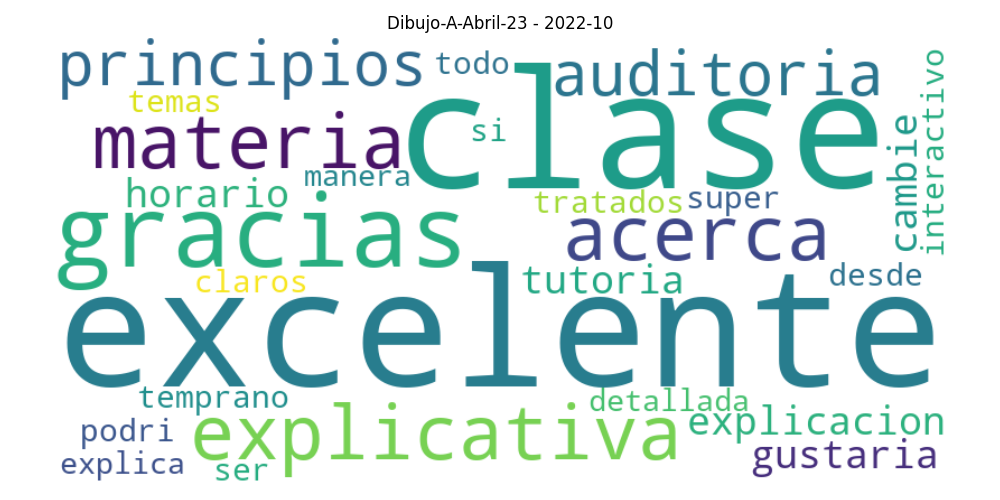 Dibujo-A-Abril-23 - 2022-10
principios
todo
auditoria
interactivo
temas
clase
materia
si
cambie
manera
horario
tratados
super
gracias
acerca
claros
tutoria
desde
excelente
temprano
detallada
explicativa
explicacion
podri
gustaria
explica
ser